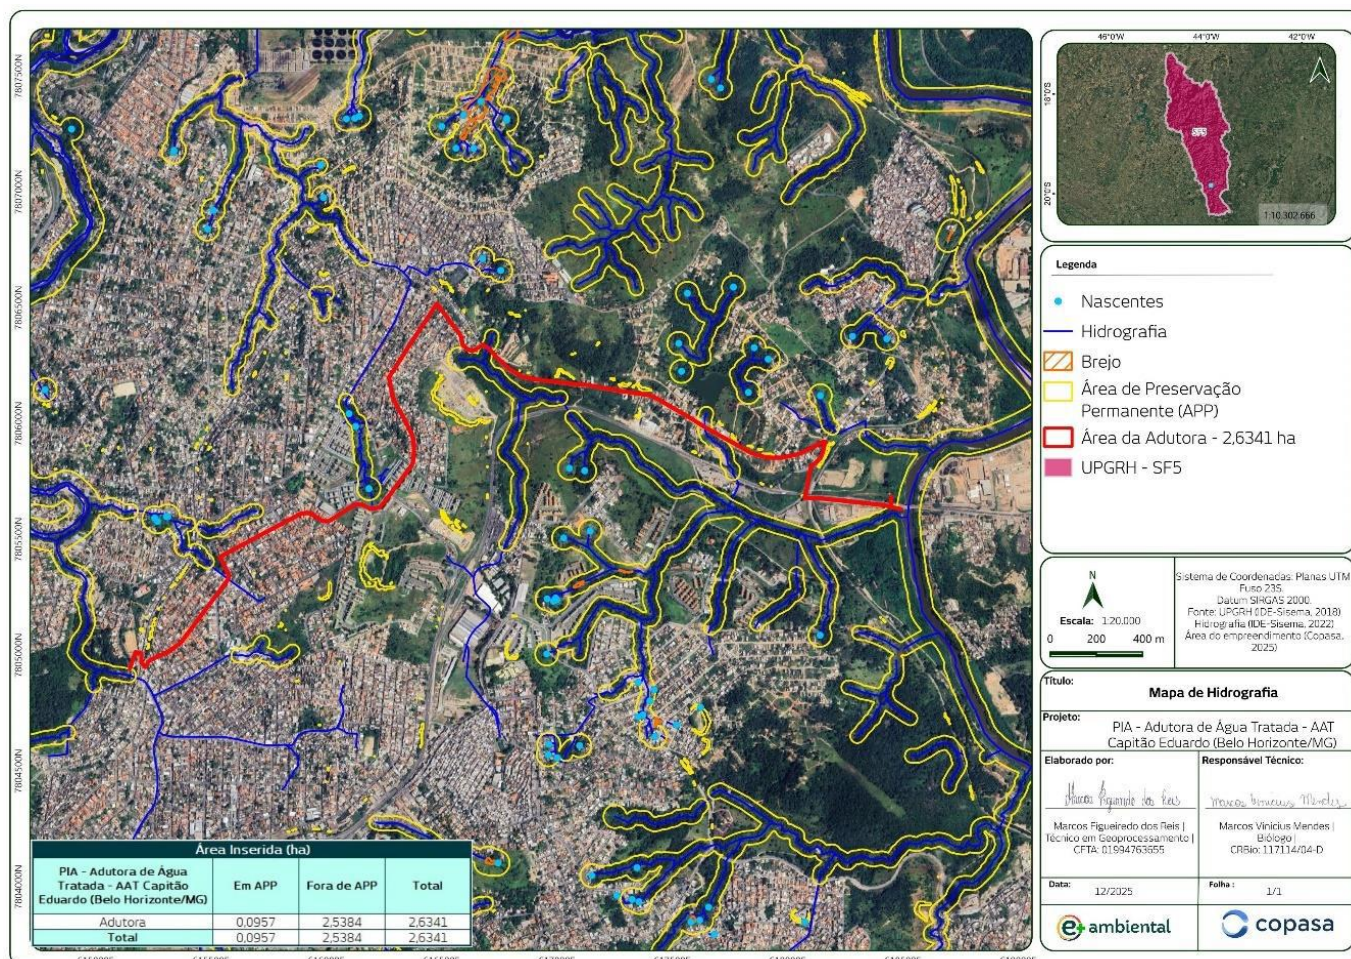 7807500N
7807000N
7806500N
7806000N
7805500N
7805000N
7804500N
7804000N
Área Inserida (ha)
PIA - Adutora de Água Tratada - AAT Capitão Eduardo (Belo Horizonte/MG) Em APP Fora de APP Total
Adutora 0,0957 2,5384 2,6341
Total 0,0957 2,5384 2,6341
46°0'W 44°0'W 42°0'W
18°0'S
20°0'S
SF5
1:10.302.666
Legenda
Nascentes
Hidrografia
Brejo
Área de Preservação
Permanente (APP)
Área da Adutora - 2,6341 ha
UPGRH - SF5
N
Escala: 1:20.000
0 200 400 m
Sistema de Coordenadas: Planas UTM
Fuso 23S.
Datum SIRGAS 2000.
Fonte: UPGRH (IDE-Sisema, 2018)
Hidrografia (IDE-Sisema, 2022)
Área do empreendimento (Copasa,
2025)
Título:
Mapa de Hidrografia
Projeto:
PIA - Adutora de Água Tratada - AAT
Capitão Eduardo (Belo Horizonte/MG)
Elaborado por:
Marcos Figueiredo dos Reis |
Técnico em Geoprocessamento |
CFTA: 01994763655
Responsável Técnico:
Marcos Vinicius Mendes
Marcos Vinicius Mendes |
Biólogo |
CRBio: 117114/04-D
Data: 12/2025
Folha : 1/1
e+ ambiental
copasa